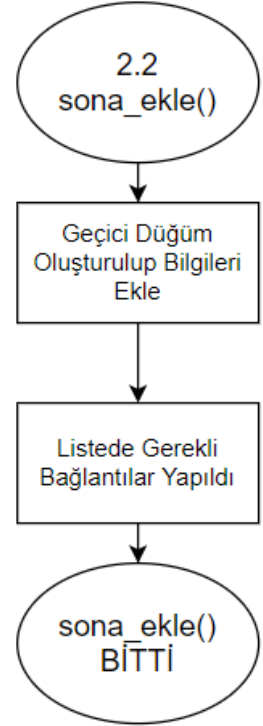 2.2
sona_ekle()
Geçici Düğüm
Oluşturulup Bilgileri
Ekle
Listede Gerekli
Bağlantılar Yapıldı
sona_ekle()
BİTTİ